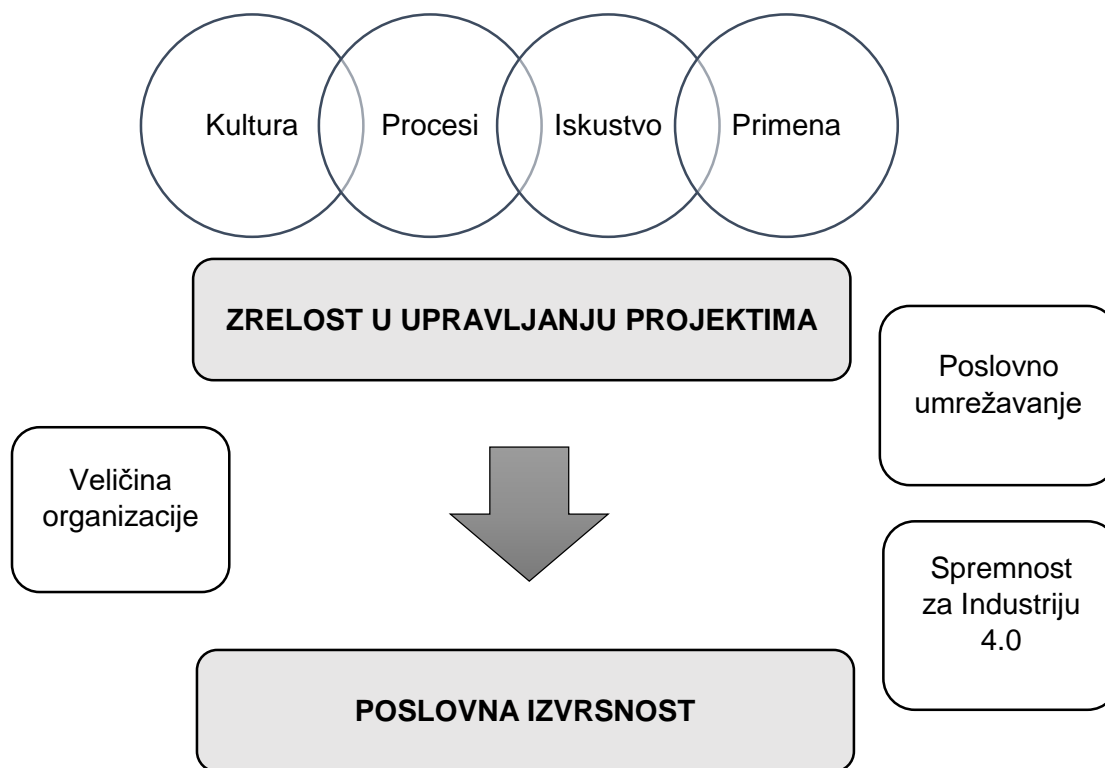 Kultura
Procesi
Iskustvo
Primena
ZRELOST U UPRAVLJANJU PROJEKTIMA
Poslovno
umrežavanje
Veličina
organizacije
Spremnost
za Industriju
4.0
POSLOVNA IZVRSNOST